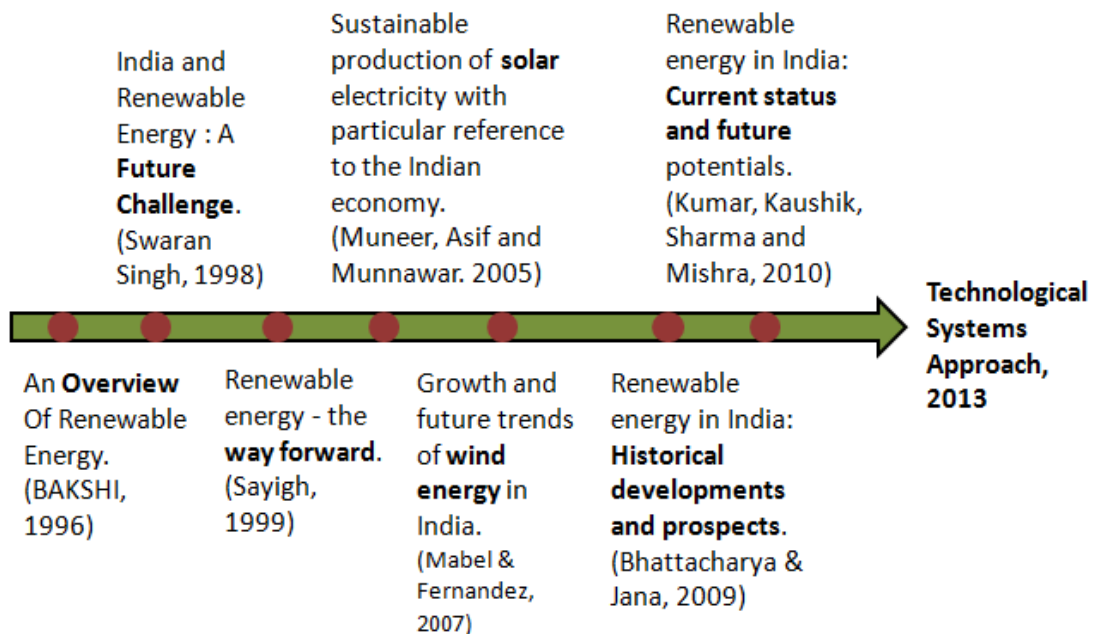 India and
Renewable
Energy : A
Future
Challenge.
(Swaran
Singh, 1998)
Sustainable
production of solar
electricity with
particular reference
to the Indian
economy.
(Muneer, Asif and
Munnawar. 2005)
Renewable
energy in India:
Current status
and future
potentials.
(Kumar, Kaushik,
Sharma and
Mishra, 2010)
Technological
Systems
Approach,
2013
An Overview
Of Renewable
Energy.
(BAKSHI,
1996)
Renewable
energy - the
way forward.
(Sayigh,
1999)
Growth and
future trends
of wind
energy in
India.
(Mabel &
Fernandez,
2007)
Renewable
energy in India:
Historical
developments
and prospects.
(Bhattacharya &
Jana, 2009)